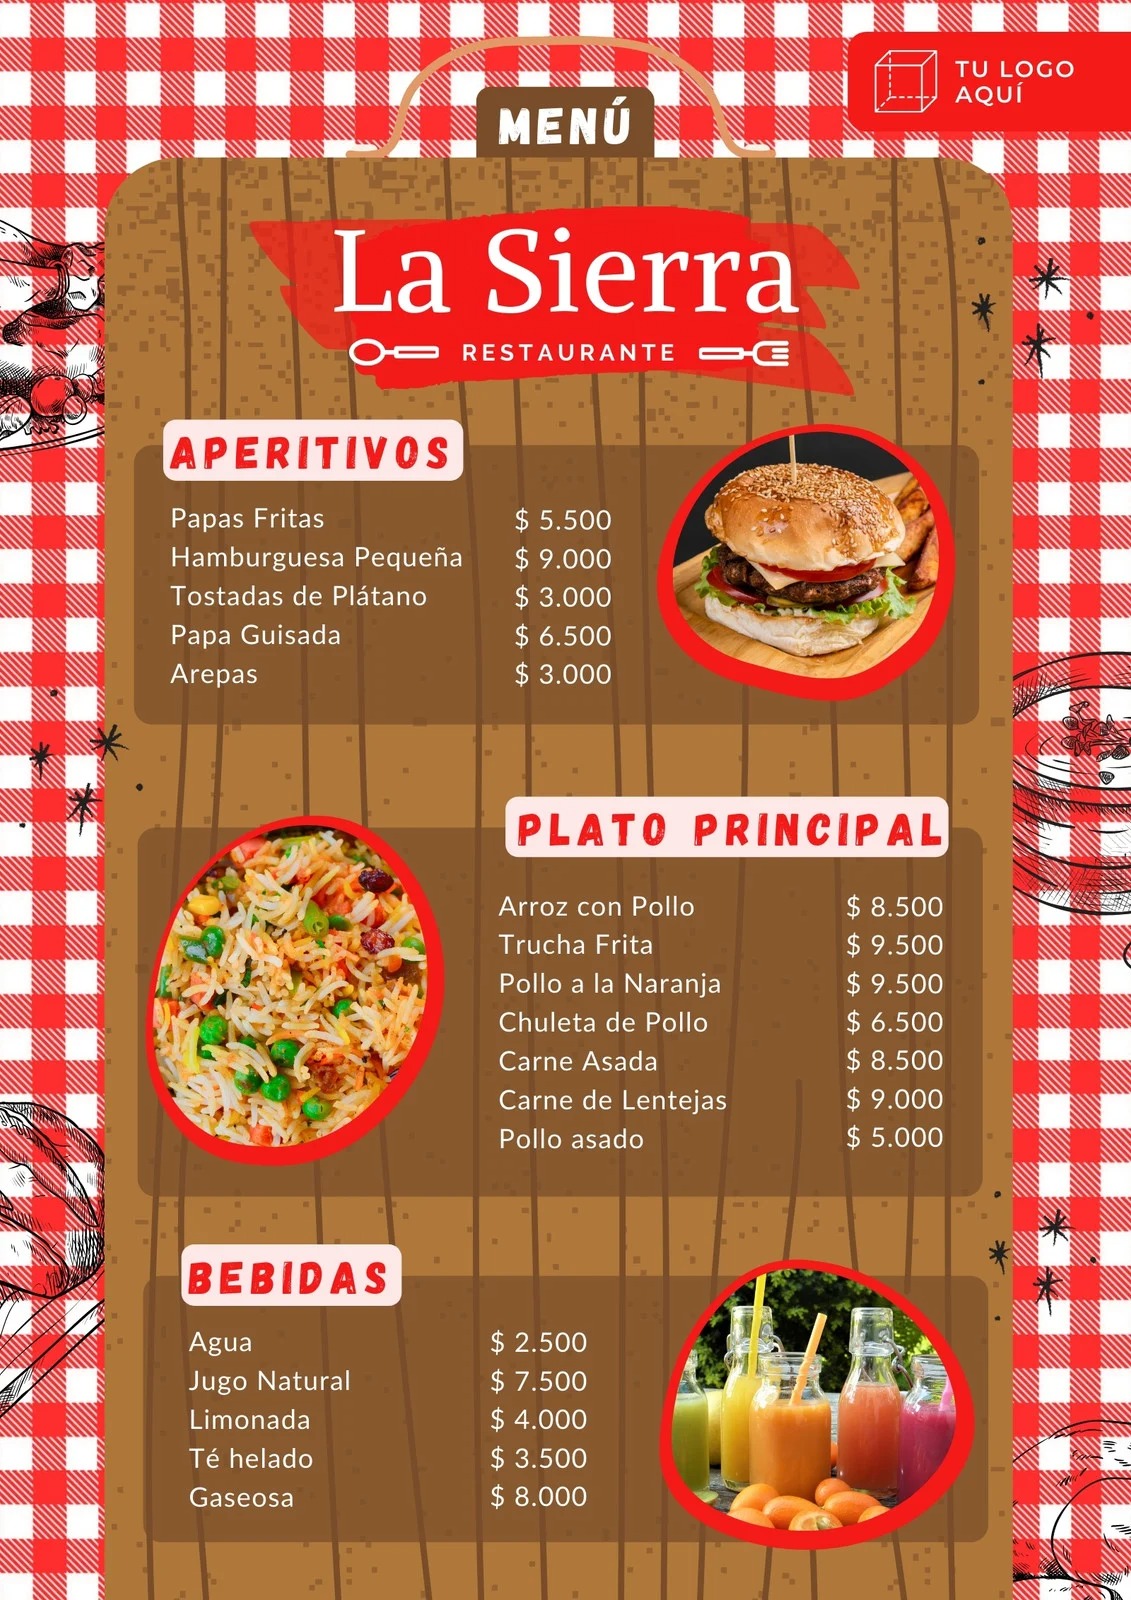 TU LOGO
AQUÍ
MENÚ
La Sierra
RESTAURANTE
APERITIVOS
Papas Fritas $ 5.500
Hamburguesa Pequeña $ 9.000
Tostadas de Plátano $ 3.000
Papa Guisada $ 6.500
Arepas $ 3.000
PLATO PRINCIPAL
Arroz con Pollo $ 8.500
Trucha Frita $ 9.500
Pollo a la Naranja $ 9.500
Chuleta de Pollo $ 6.500
Carne Asada $ 8.500
Carne de Lentejas $ 9.000
Pollo asado $ 5.000
BEBIDAS
Agua $ 2.500
Jugo Natural $ 7.500
Limonada $ 4.000
Té helado $ 3.500
Gaseosa $ 8.000